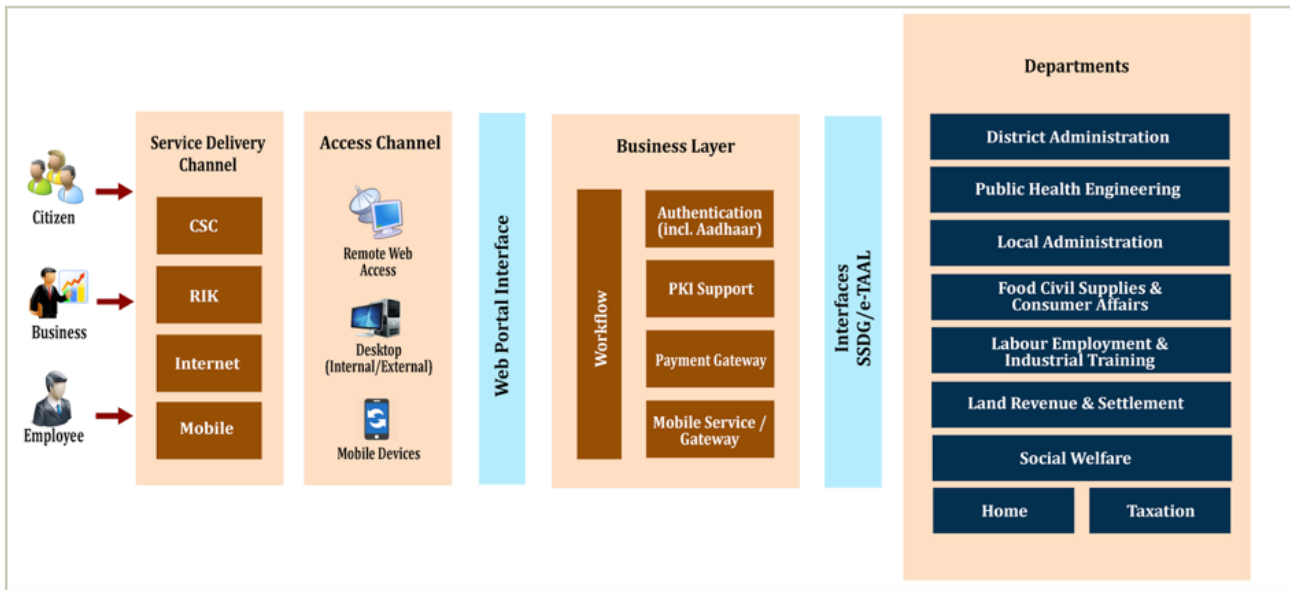 Citizen
Business
Employee
Service Delivery
Channel
CSC
RIK
Internet
Mobile
Access Channel
Remote Web
Access
Desktop
(Internal/External)
Mobile Devices
Web Portal Interface
Business Layer
Workflow
Authentication
(incl. Aadhaar)
PKI Support
Payment Gateway
Mobile Service /
Gateway
Interfaces
SSDG/e-TAAL
Departments
District Administration
Public Health Engineering
Local Administration
Food Civil Supplies &
Consumer Affairs
Labour Employment &
Industrial Training
Land Revenue & Settlement
Social Welfare
Home
Taxation